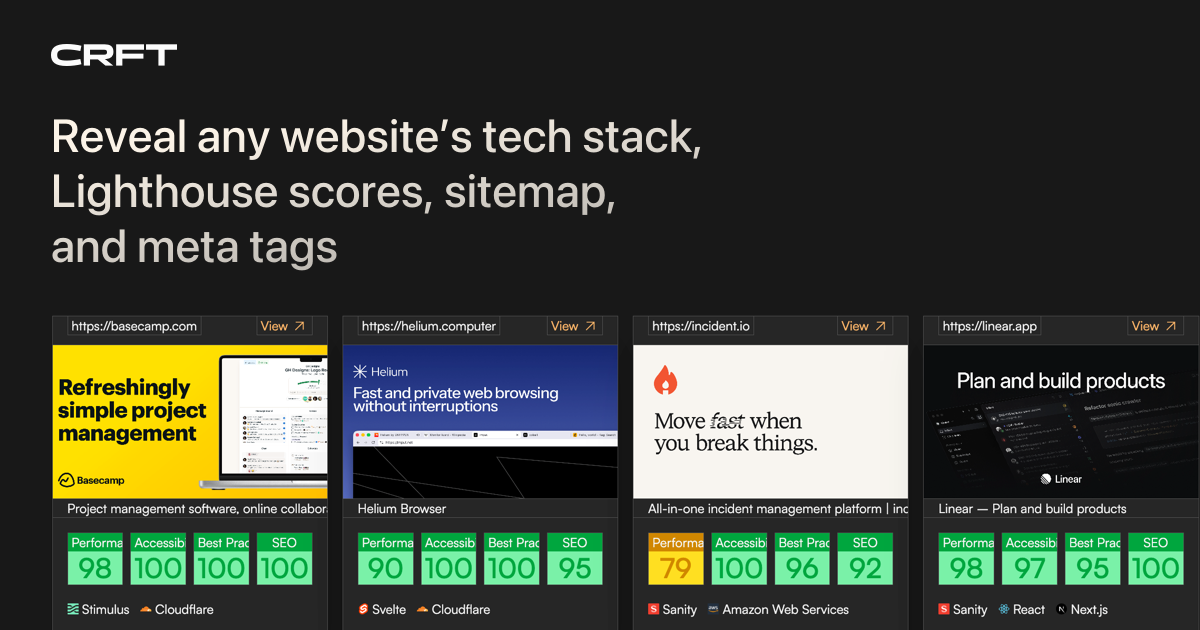 CRFT
Reveal any website's tech stack,
Lighthouse scores, sitemap,
and meta tags
https://basecamp.com
View
Refreshingly
simple project
management
Basecamp
Project management software, online collabor
Performa
Accessib
Best Prac
SEO
98
100
100
100
Stimulus
Cloudflare
https://helium.computer
View
Helium
Fast and private web browsing
without interruptions
Helium Browser
Performa
Accessib
Best Prac
SEO
90
100
100
95
Svelte
Cloudflare
https://incident.io
View
Move fast when
you break things.
All-in-one incident management platform | inc
Performa
Accessib
Best Prac
SEO
79
100
96
92
Sanity
Amazon Web Services
https://linear.app
View
Plan and build products
Linear
Linear – Plan and build products
Performa
Accessib
Best Prac
SEO
98
97
95
100
Sanity
React
Next.js